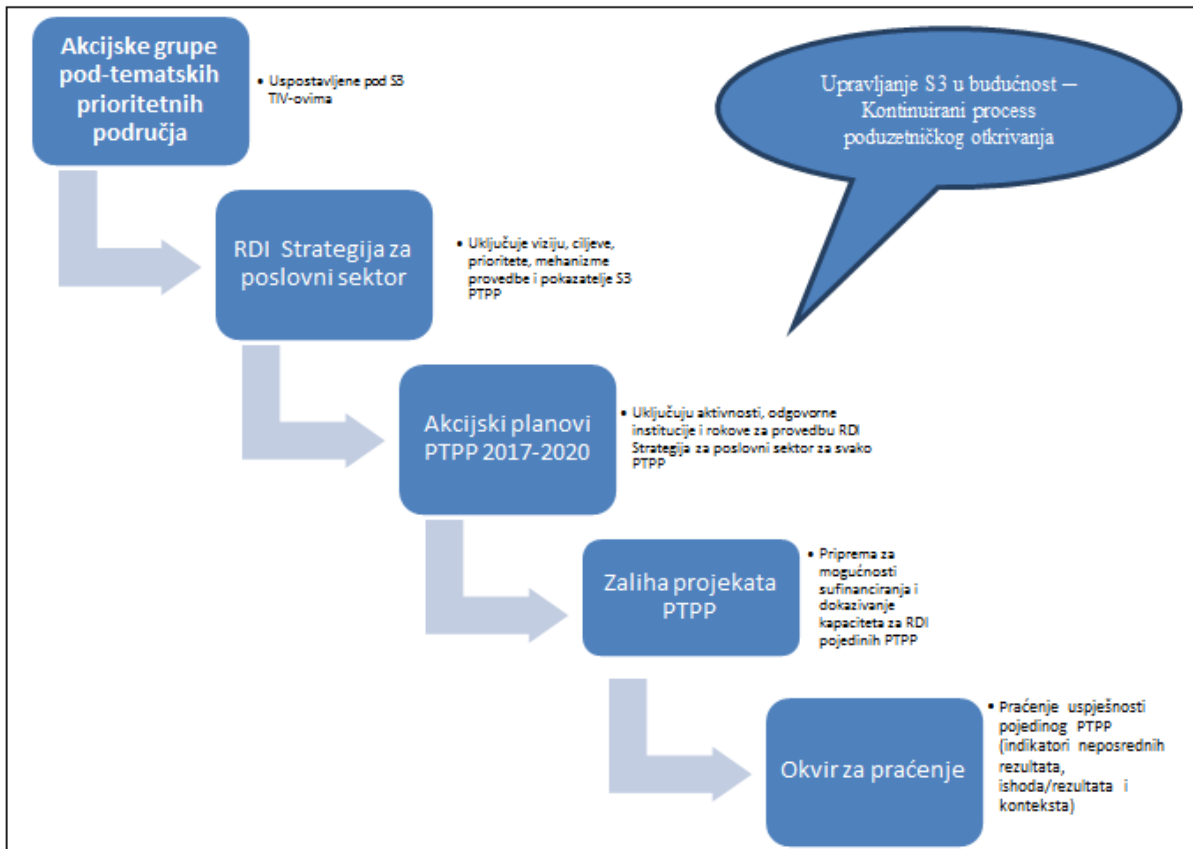 Akcijske grupe
pod-tematskih
prioritetnih
područja
• Uspostavljene pod S3
TIV-ovima
Upravljanje S3 u budućnost —
Kontinuirani process
poduzetničkog otkrivanja
RDI Strategija za
poslovni sektor
• Uključuje viziju, ciljeve,
prioritete, mehanizme
provedbe i pokazatelje S3
PTPP
Akcijski planovi
PTPP 2017-2020
• Uključuju aktivnosti, odgovorne
institucije i rokove za provedbu RDI
Strategija za poslovni sektor za svako
PTPP
Zaliha projekata
PTPP
• Priprema za
mogućnosti
sufinanciranja i
dokazivanje
kapaciteta za RDI
pojedinih PTPP
Okvir za praćenje
• Praćenje uspješnosti
pojedinog PTPP
(indikatori neposrednih
rezultata,
ishoda/rezultata i
konteksta)